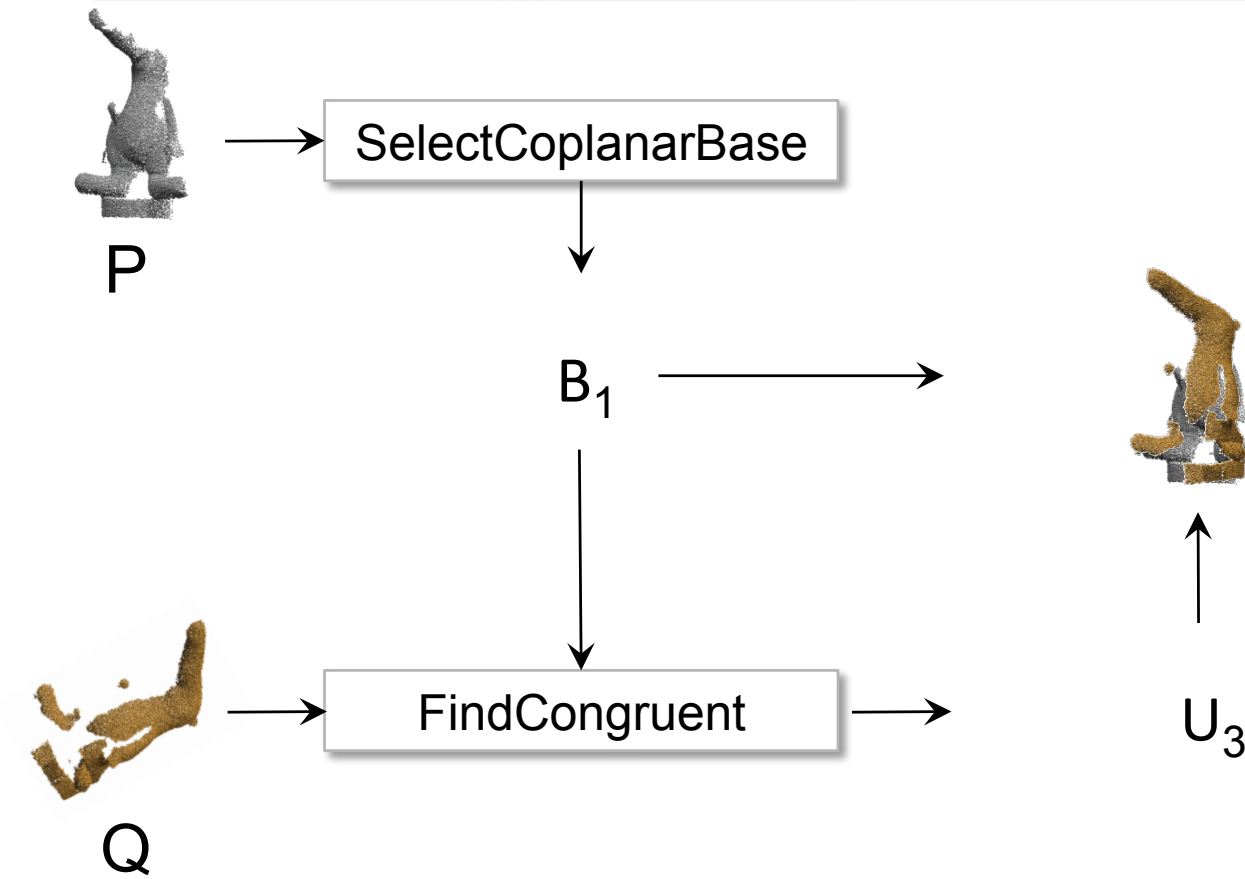 SelectCoplanarBase
P
B₁
FindCongruent
U₃
Q